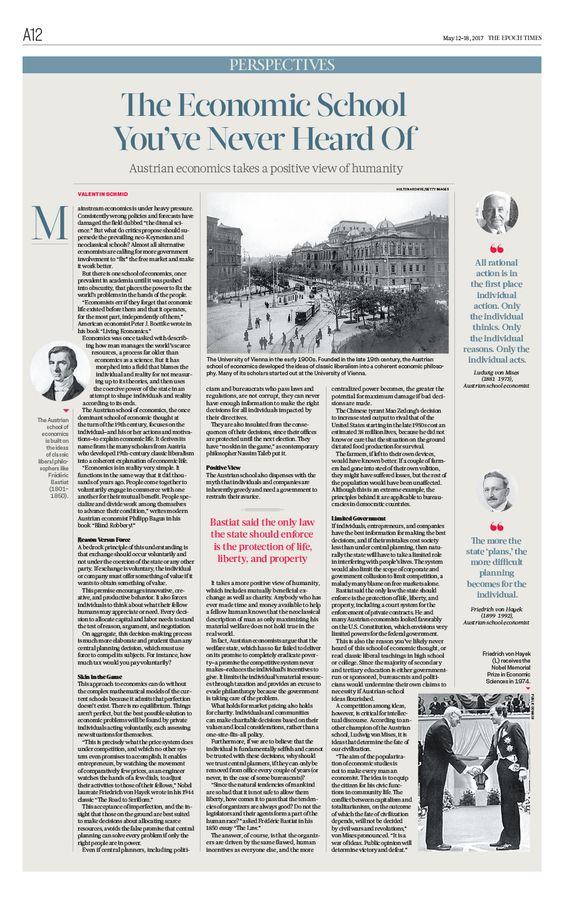 A12
May 12–18, 2017 THE EPOCH TIMES
PERSPECTIVES
The Economic School
You've Never Heard Of
Austrian economics takes a positive view of humanity
VALENTIN SCHMID
Mainstream economics is under heavy pressure.
Consistently wrong policies and forecasts have
damaged the field dubbed "the dismal sci-
ence." But what do critics propose should su-
persede the prevailing neo-Keynesian and
neoclassical schools? Almost all alternative
economists are calling for more government
involvement to "fix" the free market and make
it work better.
But there is one school of economics, once
prevalent in academia until it was pushed
into obscurity, that places the power to fix the
world's problems in the hands of the people.
"Economists err if they forget that economic
life existed before them and that it operates,
for the most part, independently of them,"
American economist Peter J. Boettke wrote in
his book "Living Economics."
Economics was once tasked with describ-
ing how man manages the world's scarce
resources, a process far older than
economics as a science. But it has
morphed into a field that blames the
individual and reality for not measur-
ing up to its theories, and then uses
the coercive power of the state in an
attempt to shape individuals and reality
according to its ends.
The Austrian school of economics, once the
dominant school of economic thought at
the turn of the 19th century, focuses on the
individual—and his or her actions and motiva-
tions—to explain economic life. It derives its
name from the many scholars from Austria
who developed 19th-century classic liberalism
into a coherent explanation of economic life.
"Economics is in reality very simple. It
functions in the same way that it did thou-
sands of years ago. People come together to
voluntarily engage in commerce with one
another for their mutual benefit. People spe-
cialize and divide work among themselves
to advance their condition," writes modern
Austrian economist Philipp Bagus in his
book "Blind Robbery!"
Reason Versus Force
A bedrock principle of this understanding is
that exchange should occur voluntarily and
not under the coercion of the state or any other
party. If exchange is voluntary, the individual
or company must offer something of value if it
wants to obtain something of value.
This premise encourages innovative, cre-
ative, and productive behavior. It also forces
individuals to think about what their fellow
humans may appreciate or need. Every deci-
sion to allocate capital and labor needs to stand
the test of reason, argument, and negotiation.
On aggregate, this decision-making process
is much more elaborate and prudent than any
central planning decision, which must use
force to compel its subjects. For instance, how
much tax would you pay voluntarily?
Skin in the Game
This approach to economics can do without
the complex mathematical models of the cur-
rent schools because it admits that perfection
doesn't exist. There is no equilibrium. Things
aren't perfect, but the best possible solution to
economic problems will be found by private
individuals acting voluntarily, each assessing
new situations for themselves.
"This is precisely what the price system does
under competition, and which no other sys-
tem even promises to accomplish. It enables
entrepreneurs, by watching the movement
of comparatively few prices, as an engineer
watches the hands of a few dials, to adjust
their activities to those of their fellows," Nobel
laureate Friedrich von Hayek wrote in his 1944
classic "The Road to Serfdom."
This acceptance of imperfection, and the in-
sight that those on the ground are best suited
to make decisions about allocating scarce
resources, avoids the false promise that central
planning can solve every problem if only the
right people are in power.
Even if central planners, including politi-
The Austrian
school of
economics
is built on
the ideas
of classic
liberal philo-
sophers like
Frédéric
Bastiat
(1801–
1850).
HULTON ARCHIVE/GETTY IMAGES
The University of Vienna in the early 1900s. Founded in the late 19th century, the Austrian
school of economics developed the ideas of classic liberalism into a coherent economic philoso-
phy. Many of its scholars started out at the University of Vienna.
cians and bureaucrats who pass laws and
regulations, are not corrupt, they can never
have enough information to make the right
decisions for all individuals impacted by
their directives.
They are also insulated from the conse-
quences of their decisions, since their offices
are protected until the next election. They
have "no skin in the game," as contemporary
philosopher Nassim Taleb put it.
Positive View
The Austrian school also dispenses with the
myth that individuals and companies are
inherently greedy and need a government to
restrain their avarice.
Bastiat said the only law
the state should enforce
is the protection of life,
liberty, and property
It takes a more positive view of humanity,
which includes mutually beneficial ex-
change as well as charity. Anybody who has
ever made time and money available to help
a fellow human knows that the neoclassical
description of man as only maximizing his
material welfare does not hold true in the
real world.
In fact, Austrian economists argue that the
welfare state, which has so far failed to deliver
on its promise to completely eradicate pover-
ty—a promise the competitive system never
makes—reduces the individual's incentives to
give. It limits the individual's material resourc-
es through taxation and provides an excuse to
evade philanthropy because the government
is taking care of the problem.
What holds for market pricing also holds
for charity. Individuals and communities
can make charitable decisions based on their
values and local considerations, rather than a
one-size-fits-all policy.
Furthermore, if we are to believe that the
individual is fundamentally selfish and cannot
be trusted with these decisions, why should
we trust central planners, if they can only be
removed from office every couple of years (or
never, in the case of some bureaucrats)?
"Since the natural tendencies of mankind
are so bad that it is not safe to allow them
liberty, how comes it to pass that the tenden-
cies of organizers are always good? Do not the
legislators and their agents form a part of the
human race?" asked Frédéric Bastiat in his
1850 essay "The Law."
The answer, of course, is that the organiz-
ers are driven by the same flawed, human
incentives as everyone else, and the more
centralized power becomes, the greater the
potential for maximum damage if bad deci-
sions are made.
The Chinese tyrant Mao Zedong's decision
to increase steel output to rival that of the
United States starting in the late 1950s cost an
estimated 38 million lives, because he did not
know or care that the situation on the ground
dictated food production for survival.
The farmers, if left to their own devices,
would have known better. If a couple of farm-
ers had gone into steel of their own volition,
they might have suffered losses, but the rest of
the population would have been unaffected.
Although this is an extreme example, the
principles behind it are applicable to bureau-
cracies in democratic countries.
Limited Government
If individuals, entrepreneurs, and companies
have the best information for making the best
decisions, and if their mistakes cost society
less than under central planning, then natu-
rally the state will have to take a limited role
in interfering with people's lives. The system
would also limit the scope of corporate and
government collusion to limit competition, a
malady many blame on free markets alone.
Bastiat said the only law the state should
enforce is the protection of life, liberty, and
property, including a court system for the
enforcement of private contracts. He and
many Austrian economists looked favorably
on the U.S. Constitution, which envisions very
limited powers for the federal government.
This is also the reason you've likely never
heard of this school of economic thought, or
read classic liberal teachings in high school
or college. Since the majority of secondary
and tertiary education is either government-
run or sponsored, bureaucrats and politi-
cians would undermine their own claims to
necessity if Austrian-school
ideas flourished.
A competition among ideas,
however, is critical for intellec-
tual discourse. According to an-
other champion of the Austrian
school, Ludwig von Mises, it is
ideas that determine the fate of
our civilization.
"The aim of the popularisa-
tion of economic studies is
not to make every man an
economist. The idea is to equip
the citizen for his civic func-
tions in community life. The
conflict between capitalism and
totalitarianism, on the outcome
of which the fate of civilization
depends, will not be decided
by civil wars and revolutions,"
von Mises pronounced. "It is a
war of ideas. Public opinion will
determine victory and defeat."
All rational
action is in
the first place
individual
action. Only
the individual
thinks. Only
the individual
reasons. Only the
individual acts.
Ludwig von Mises
(1881 1973),
Austrian school economist
The more the
state 'plans,' the
more difficult
planning
becomes for the
individual.
Friedrich von Hayek
(1899 1992),
Austrian school economist
Friedrich von Hayek
(L) receives the
Nobel Memorial
Prize in Economic
Sciences in 1974.